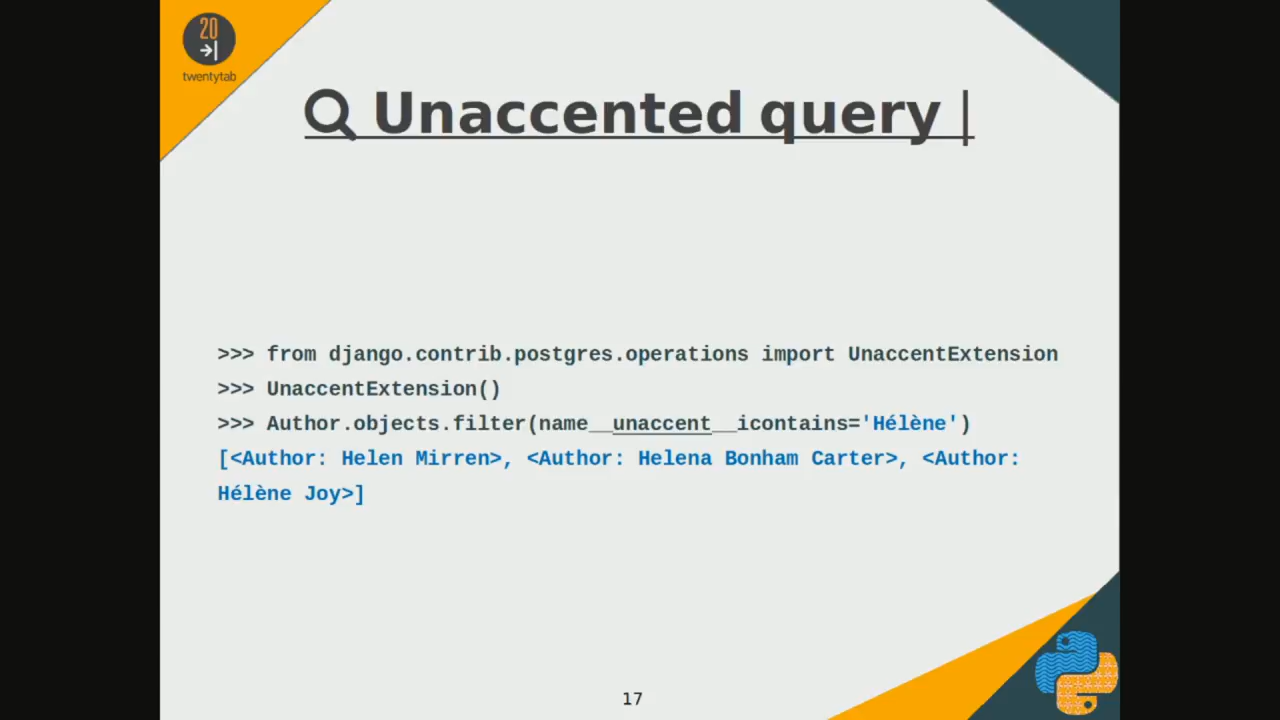 20
twentytab
Unaccented query |
>>> from django.contrib.postgres.operations import UnaccentExtension
>>> UnaccentExtension()
>>> Author.objects.filter(name__unaccent__icontains='Hélène')
[<Author: Helen Mirren>, <Author: Helena Bonham Carter>, <Author:
Hélène Joy>]
17